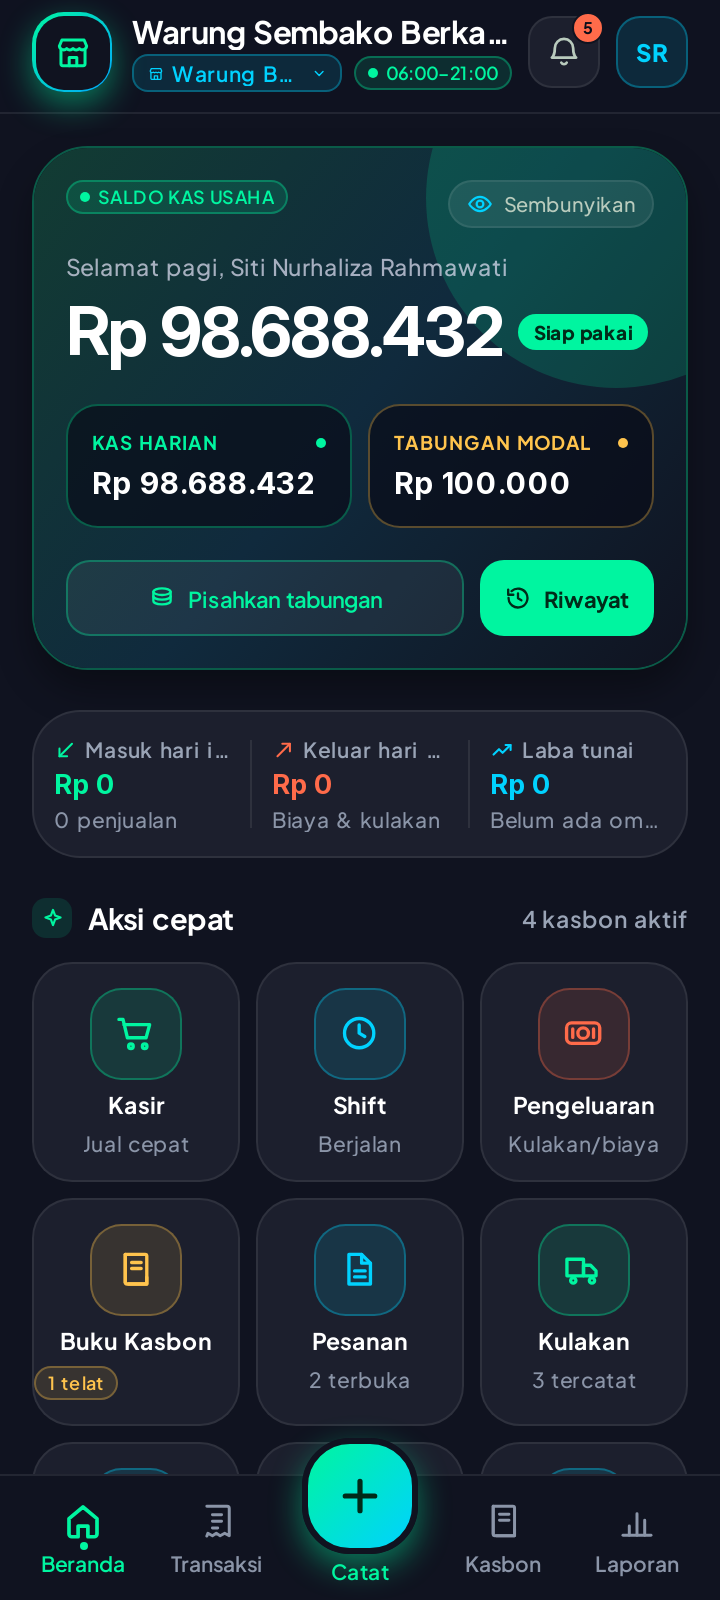 Warung Sembako Berka...
Warung B...
06:00–21:00
5
SR
SALDO KAS USAHA
Sembunyikan
Selamat pagi, Siti Nurhaliza Rahmawati
Rp 98.688.432
Siap pakai
KAS HARIAN
Rp 98.688.432
TABUNGAN MODAL
Rp 100.000
Pisahkan tabungan
Riwayat
Masuk hari i...
Keluar hari ...
Laba tunai
Rp 0
Rp 0
Rp 0
0 penjualan
Biaya & kulakan
Belum ada om...
Aksi cepat
4 kasbon aktif
Kasir
Jual cepat
Shift
Berjalan
Pengeluaran
Kulakan/biaya
Buku Kasbon
1 telat
Pesanan
2 terbuka
Kulakan
3 tercatat
Beranda
Transaksi
Catat
Kasbon
Laporan